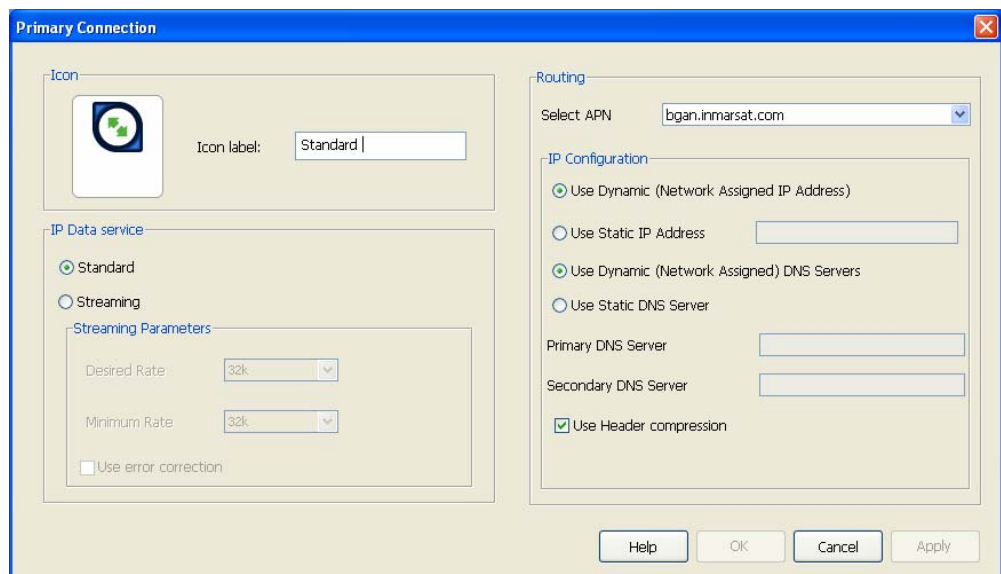 Primary Connection
Icon
Icon label:
Standard
IP Data service
Standard
Streaming
Streaming Parameters
Desired Rate
32k
Minimum Rate
32k
Use error correction
Routing
Select APN
bgan.inmarsat.com
IP Configuration
Use Dynamic (Network Assigned IP Address)
Use Static IP Address
Use Dynamic (Network Assigned) DNS Servers
Use Static DNS Server
Primary DNS Server
Secondary DNS Server
Use Header compression
Help
OK
Cancel
Apply